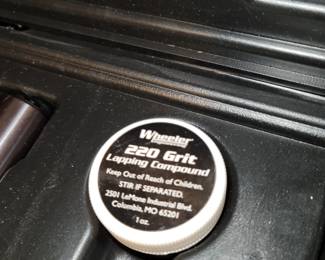 Wheeler
220 Grit
Lapping Compound
Keep Out of Reach of Children.
STIR IF SEPARATED.
2501 LeMone Industrial Blvd.
Columbia, MO 65201
1 oz.